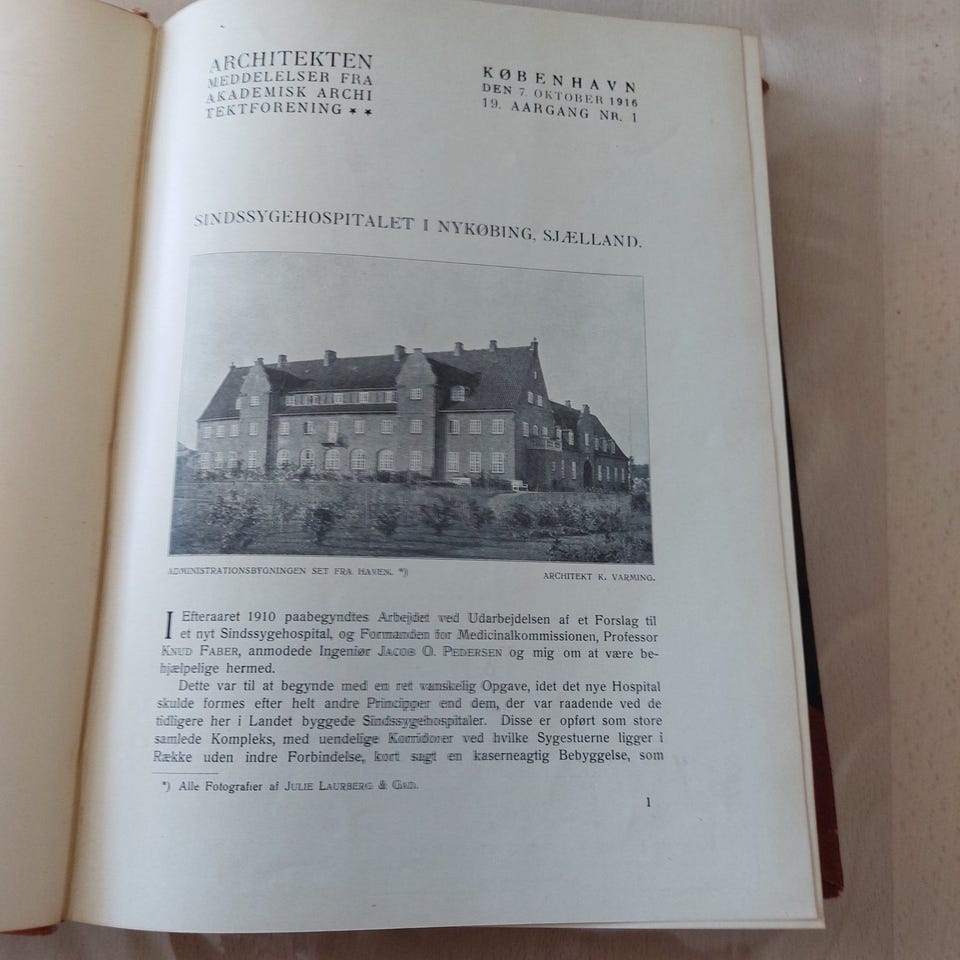 ARCHITEKTEN
MEDDELELSER FRA
AKADEMISK ARCHI
TEKTFORENING ★ ★
KØBENHAVN
DEN 7. OKTOBER 1916
19. AARGANG NR. 1
SINDSSYGEHOSPITALET I NYKØBING, SJÆLLAND.
ADMINISTRATIONSBYGNINGEN SET FRA HAVEN. *)
ARCHITEKT K. VARMING.
I Efteraaret 1910 paabegyndtes Arbejdet ved Udarbejdelsen af et Forslag til
et nyt Sindssygehospital, og Formanden for Medicinalkommissionen, Professor
KNUD FABER, anmodede Ingeniør JACOB O. PEDERSEN og mig om at være be-
hjælpelige hermed.
Dette var til at begynde med en ret vanskelig Opgave, idet det nye Hospital
skulde formes efter helt andre Principper end dem, der var raadende ved de
tidligere her i Landet byggede Sindssygehospitaler. Disse er opført som store
samlede Kompleks, med uendelige Korridorer ved hvilke Sygestuerne ligger i
Række uden indre Forbindelse, kort sagt en kaserneagtig Bebyggelse, som
*) Alle Fotografier af JULIE LAURBERG & GAD.
1